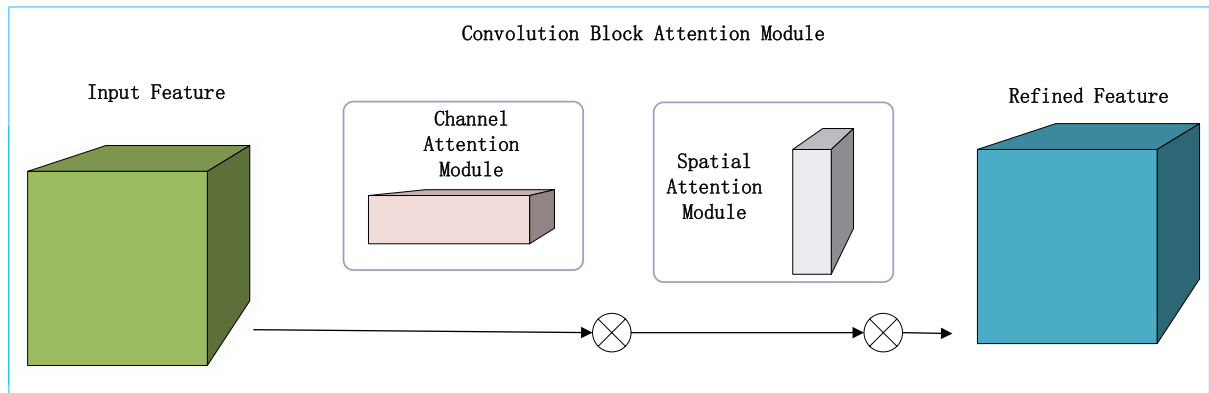 Convolution Block Attention Module
Input Feature
Channel
Attention
Module
Spatial
Attention
Module
Refined Feature